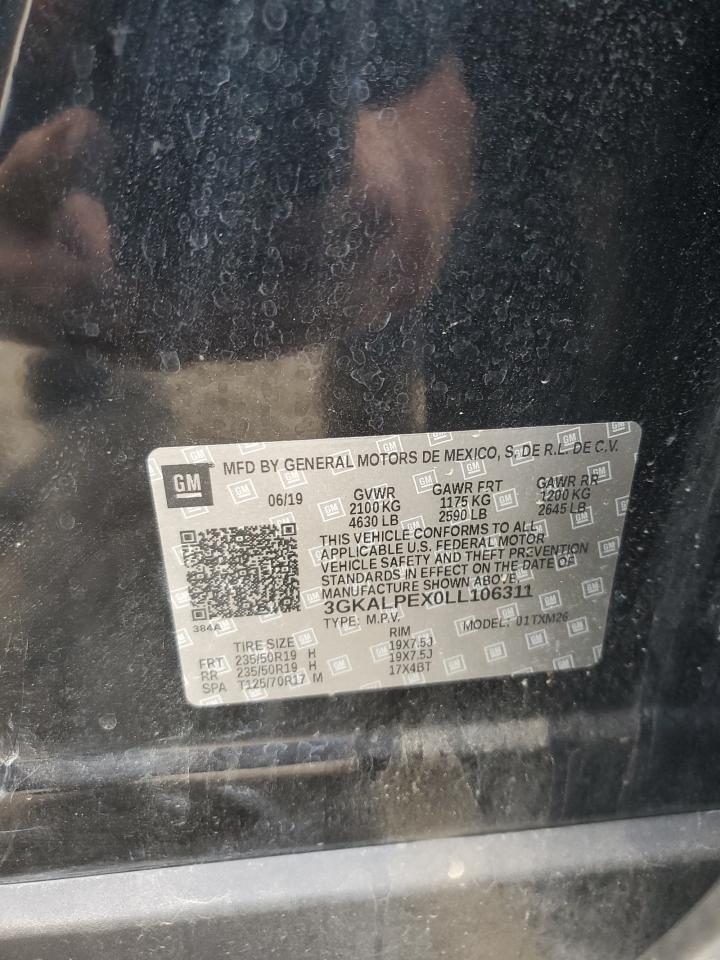 GM
MFD BY GENERAL MOTORS DE MEXICO, S. DE R.L. DE C.V.
06/19 GVWR GAWR FRT GAWR RR
2100 KG 1175 KG 1200 KG
4630 LB 2590 LB 2645 LB
THIS VEHICLE CONFORMS TO ALL
APPLICABLE U.S. FEDERAL MOTOR
VEHICLE SAFETY AND THEFT PREVENTION
STANDARDS IN EFFECT ON THE DATE OF
MANUFACTURE SHOWN ABOVE.
3GKALPEX0LL106311
384A TYPE: M.P.V. MODEL: 01TXM26
TIRE SIZE RIM
FRT 235/50R19 H 19X7.5J
RR 235/50R19 H 19X7.5J
SPA T125/70R17 M 17X4BT